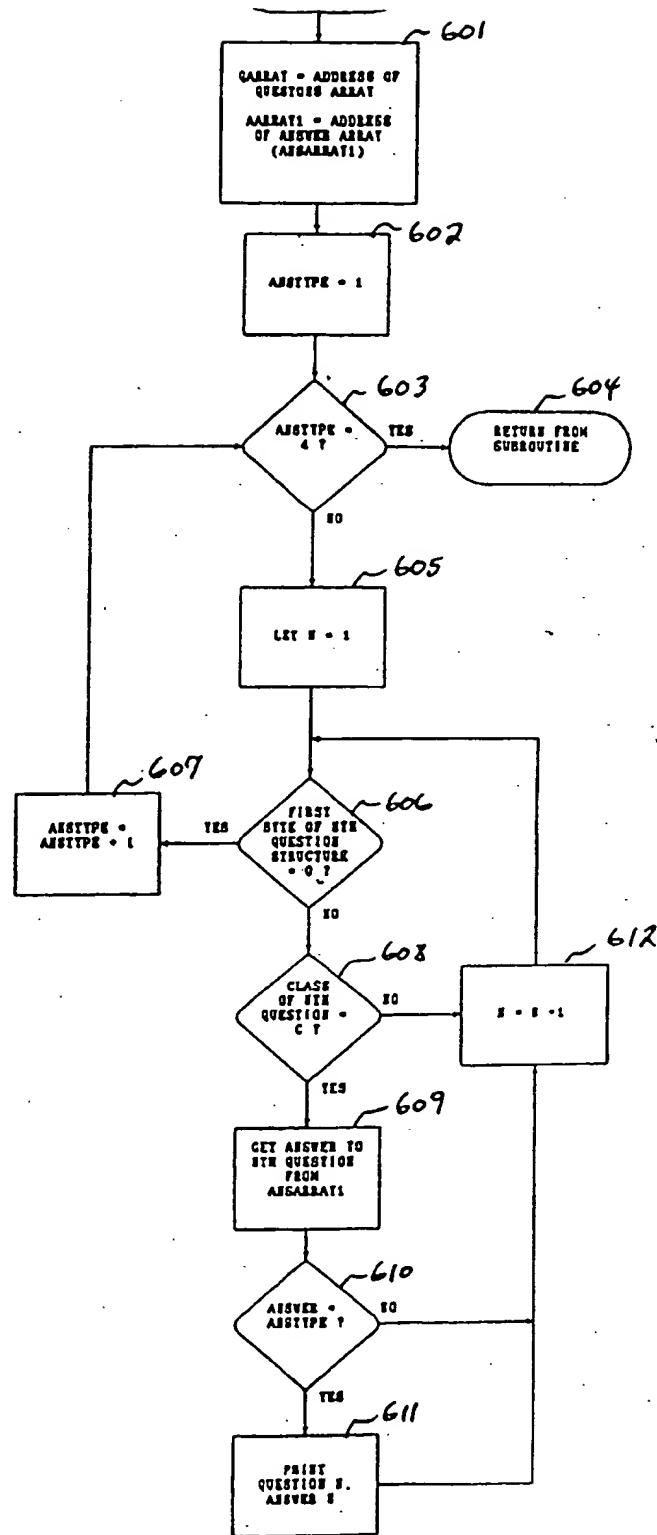 601
QARRAY = ADDRESS OF
QUESTONS ARRAY
AARRAY1 = ADDRESS
OF ANSWER ARRAY
(ANSARRAY1)
602
ANSTYPE = 1
603
ANSTYPE =
4 ?
YES
604
RETURN FROM
SUBROUTINE
NO
605
LET N = 1
607
ANSTYPE =
ANSTYPE + 1
YES
606
FIRST
BYTE OF NTH
QUESTION
STRUCTURE
= 0 ?
NO
608
CLASS
OF NTH
QUESTION =
C ?
NO
612
N = N +1
YES
609
GET ANSWER TO
NTH QUESTION
FROM
ANSARRAY1
610
ANSWER =
ANSTYPE ?
NO
YES
611
PRINT
QUESTION N.
ANSWER N